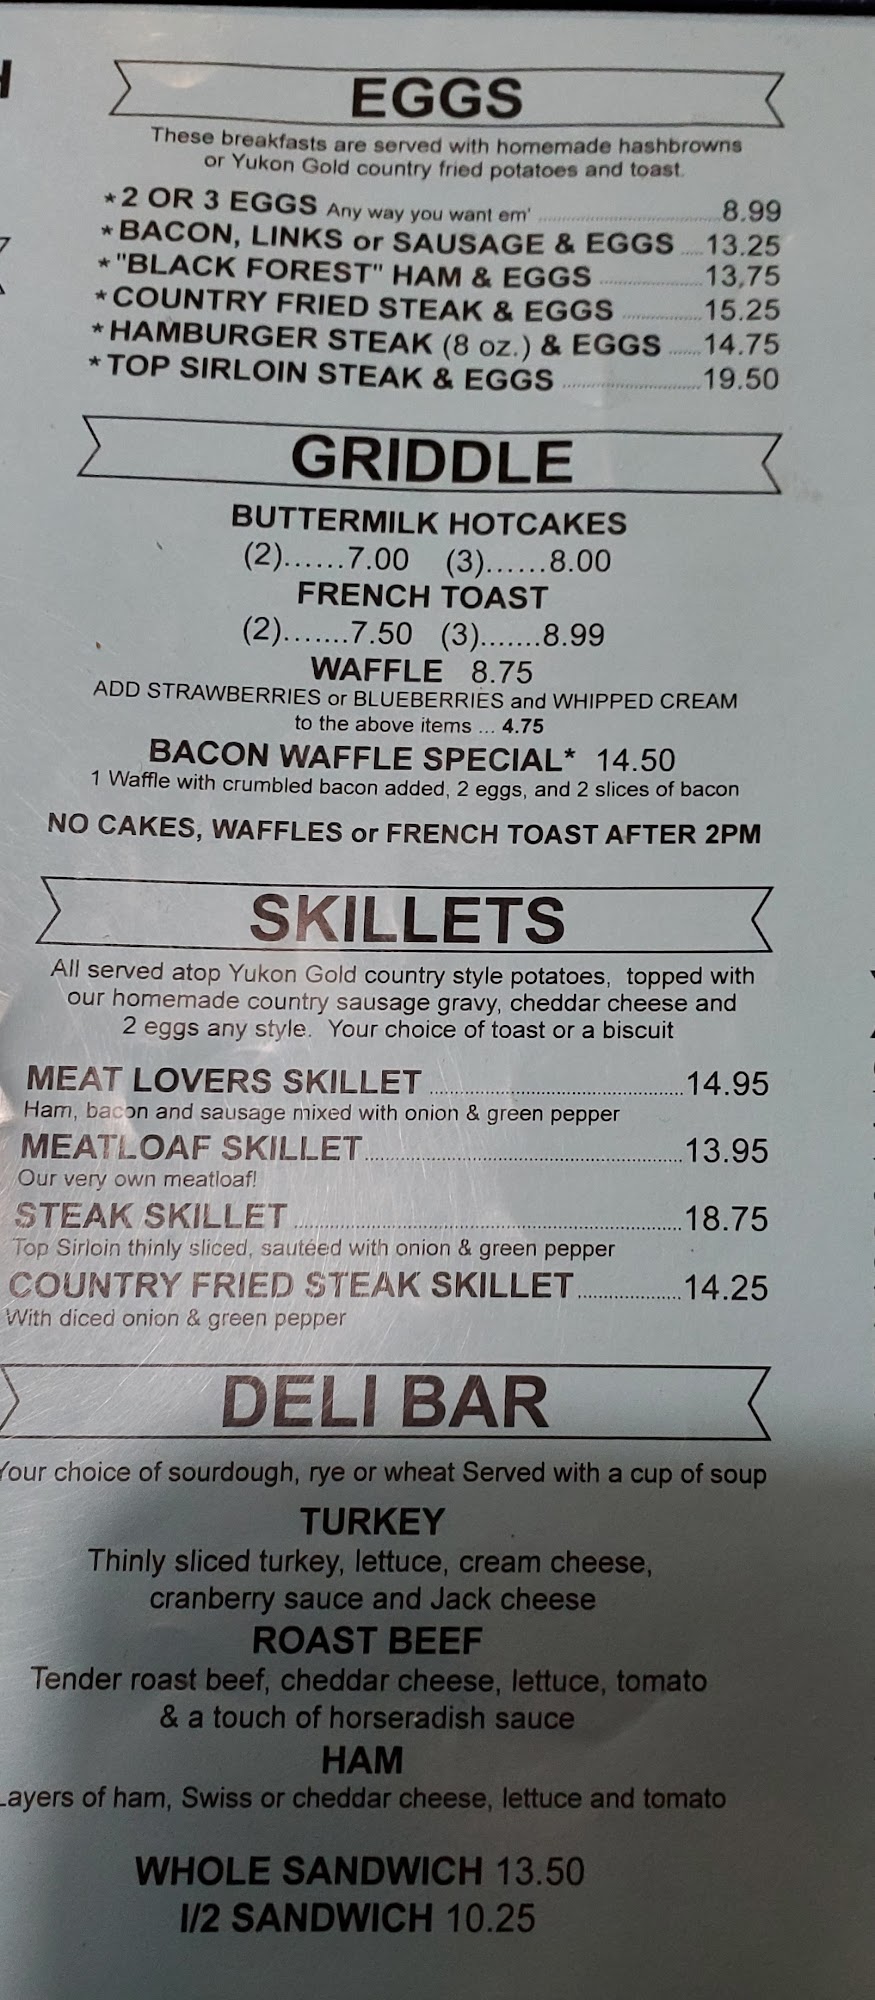 EGGS
These breakfasts are served with homemade hashbrowns
or Yukon Gold country fried potatoes and toast.
*2 OR 3 EGGS Any way you want em' ........ 8.99
*BACON, LINKS or SAUSAGE & EGGS .... 13.25
*"BLACK FOREST" HAM & EGGS ........ 13,75
*COUNTRY FRIED STEAK & EGGS ........ 15.25
*HAMBURGER STEAK (8 oz.) & EGGS ...... 14.75
*TOP SIRLOIN STEAK & EGGS ........ 19.50
GRIDDLE
BUTTERMILK HOTCAKES
(2)......7.00 (3)......8.00
FRENCH TOAST
(2).......7.50 (3).......8.99
WAFFLE 8.75
ADD STRAWBERRIES or BLUEBERRIES and WHIPPED CREAM
to the above items ... 4.75
BACON WAFFLE SPECIAL* 14.50
1 Waffle with crumbled bacon added, 2 eggs, and 2 slices of bacon
NO CAKES, WAFFLES or FRENCH TOAST AFTER 2PM
SKILLETS
All served atop Yukon Gold country style potatoes, topped with
our homemade country sausage gravy, cheddar cheese and
2 eggs any style. Your choice of toast or a biscuit
MEAT LOVERS SKILLET ........ 14.95
Ham, bacon and sausage mixed with onion & green pepper
MEATLOAF SKILLET ........ 13.95
Our very own meatloaf!
STEAK SKILLET ........ 18.75
Top Sirloin thinly sliced, sautéed with onion & green pepper
COUNTRY FRIED STEAK SKILLET ........ 14.25
With diced onion & green pepper
DELI BAR
Your choice of sourdough, rye or wheat Served with a cup of soup
TURKEY
Thinly sliced turkey, lettuce, cream cheese,
cranberry sauce and Jack cheese
ROAST BEEF
Tender roast beef, cheddar cheese, lettuce, tomato
& a touch of horseradish sauce
HAM
Layers of ham, Swiss or cheddar cheese, lettuce and tomato
WHOLE SANDWICH 13.50
1/2 SANDWICH 10.25